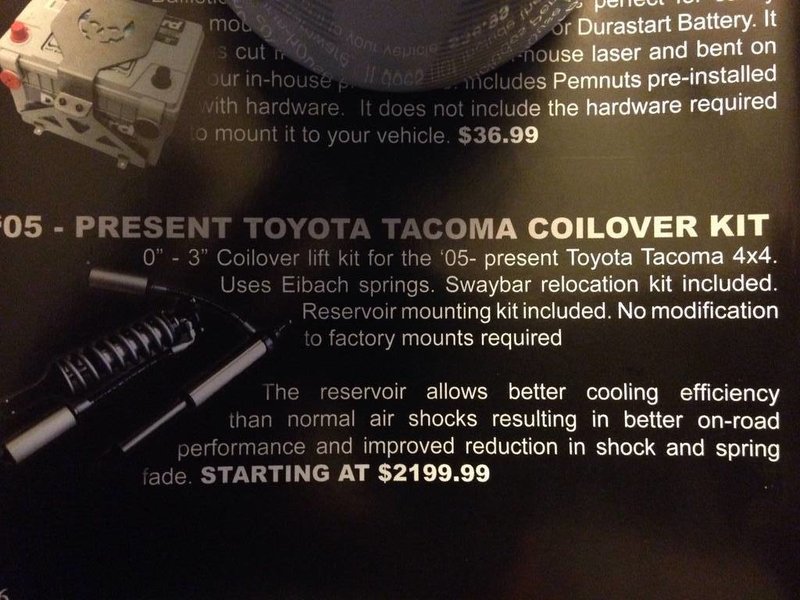 perfect for
mou or Durastart Battery. It
s cut house laser and bent on
our in-house includes Pemnuts pre-installed
with hardware. It does not include the hardware required
to mount it to your vehicle. $36.99
'05 - PRESENT TOYOTA TACOMA COILOVER KIT
0" - 3" Coilover lift kit for the '05- present Toyota Tacoma 4x4.
Uses Eibach springs. Swaybar relocation kit included.
Reservoir mounting kit included. No modification
to factory mounts required
The reservoir allows better cooling efficiency
than normal air shocks resulting in better on-road
performance and improved reduction in shock and spring
fade. STARTING AT $2199.99
6